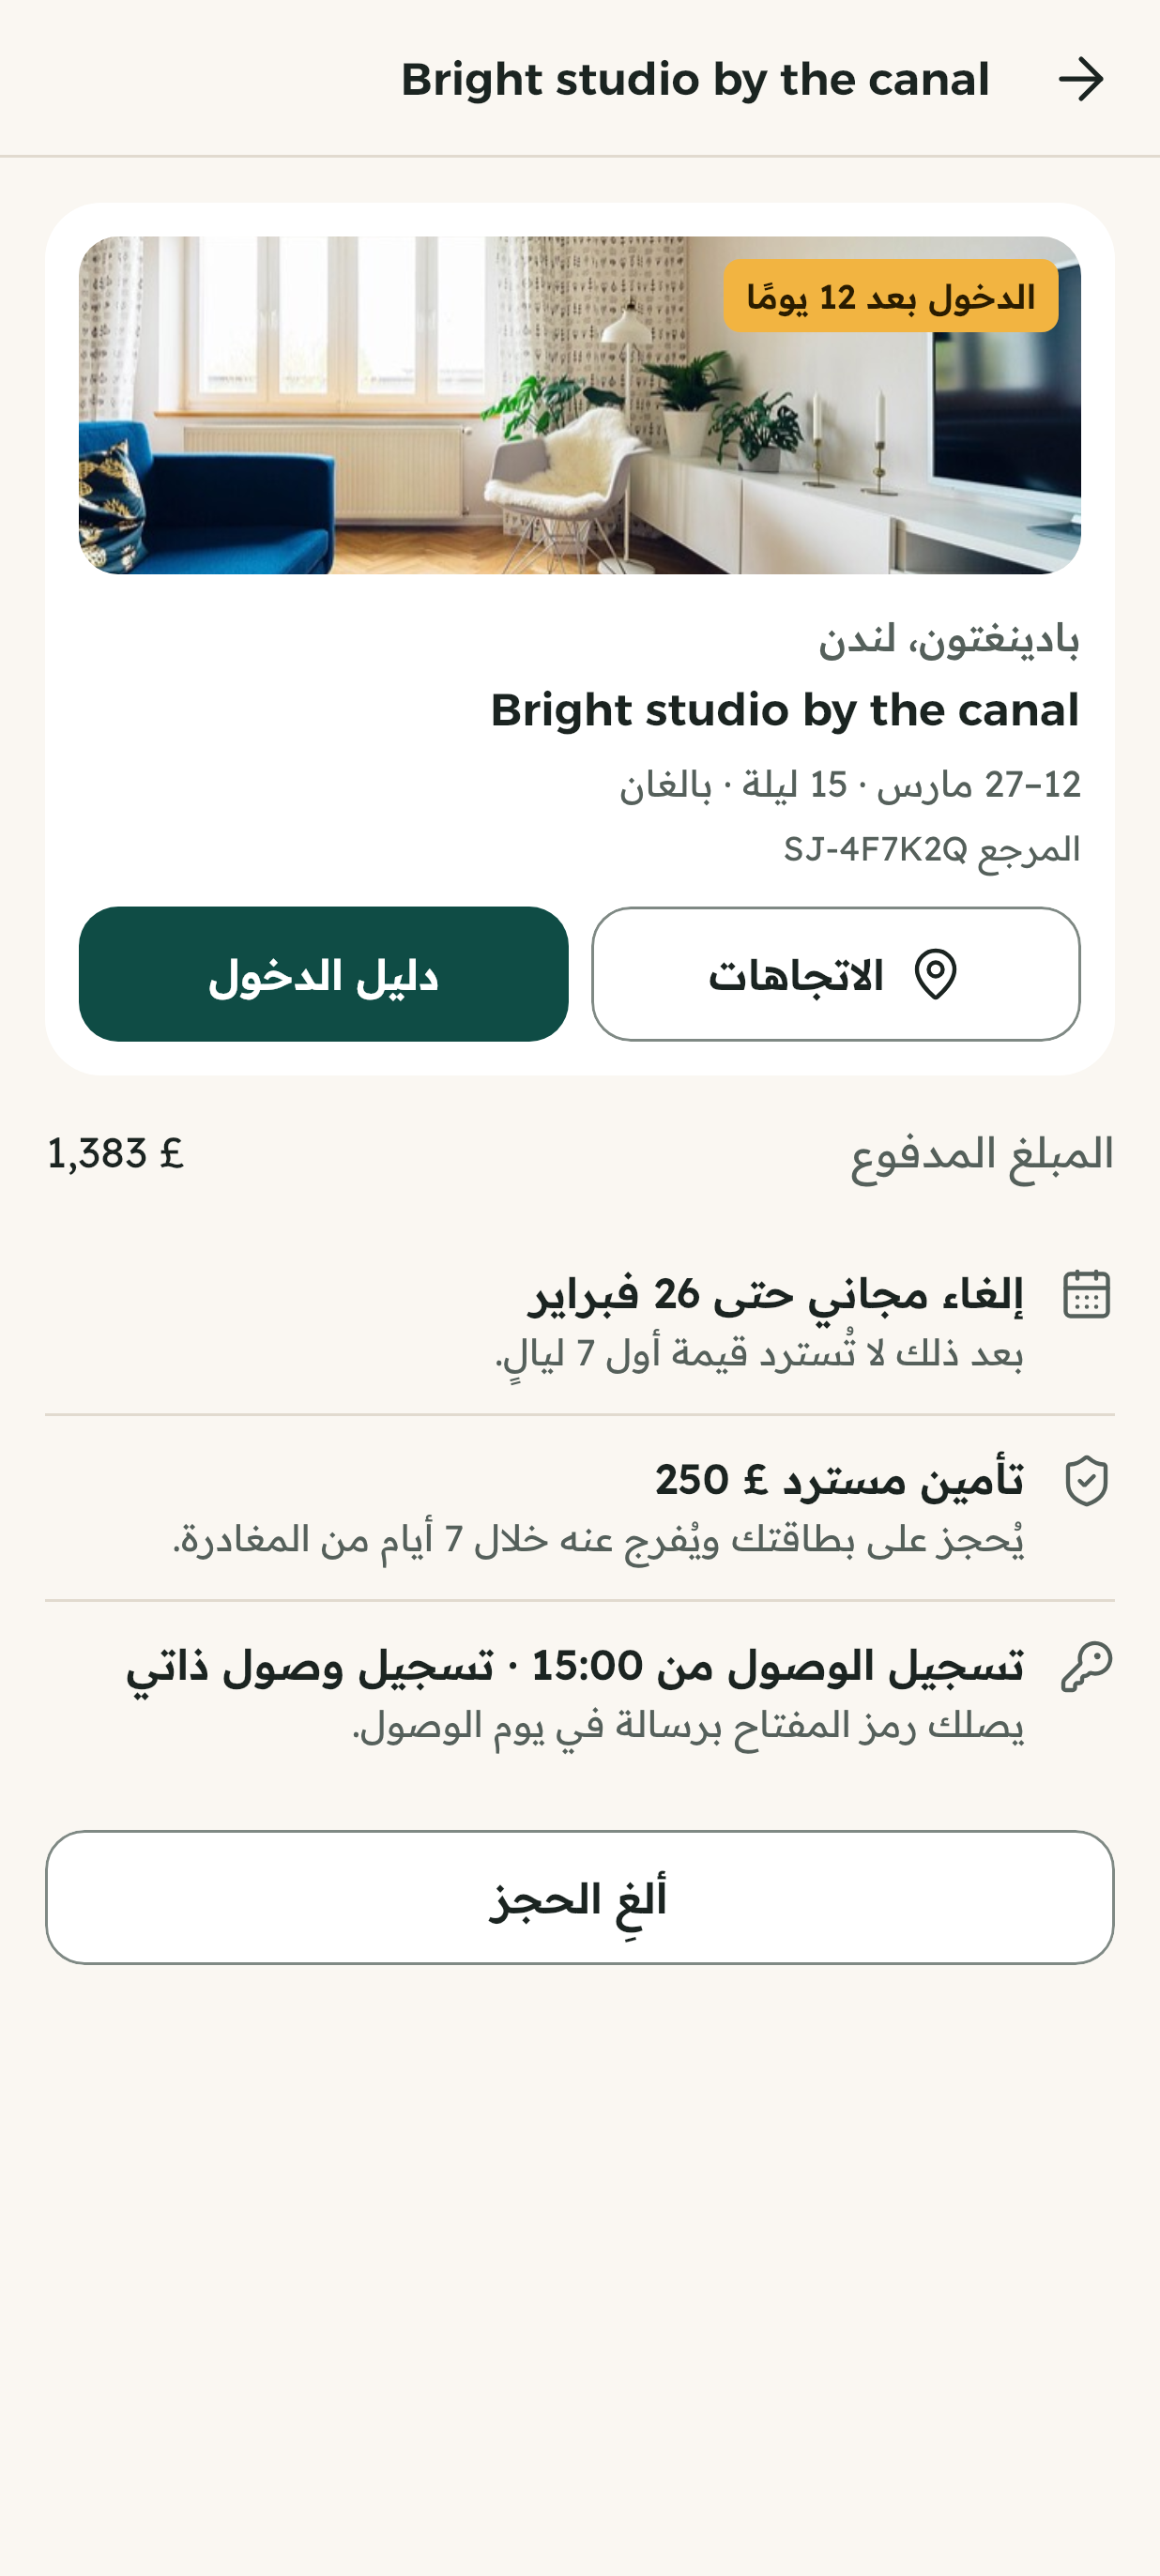 Bright studio by the canal
الدخول بعد 12 يومًا
بادينغتون، لندن
Bright studio by the canal
12–27 مارس · 15 ليلة · بالغان
المرجع SJ-4F7K2Q
الاتجاهات
دليل الدخول
المبلغ المدفوع
1,383 £
إلغاء مجاني حتى 26 فبراير
بعد ذلك لا تُسترد قيمة أول 7 ليالٍ.
تأمين مسترد £ 250
يُحجز على بطاقتك ويُفرج عنه خلال 7 أيام من المغادرة.
تسجيل الوصول من 15:00 · تسجيل وصول ذاتي
يصلك رمز المفتاح برسالة في يوم الوصول.
ألغِ الحجز